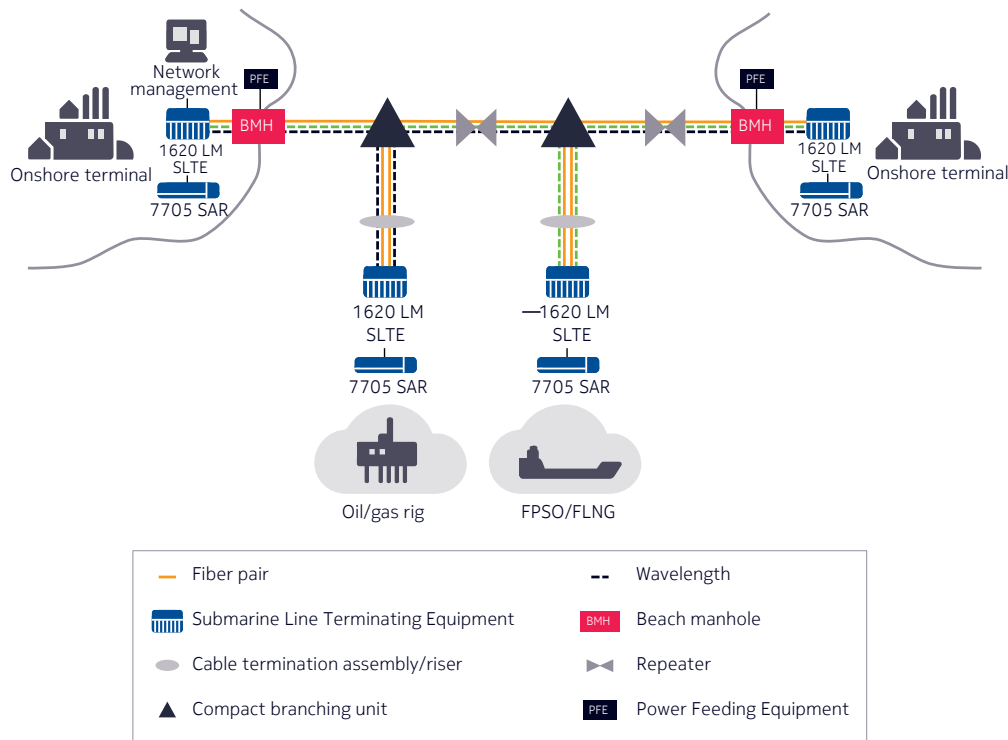 Network
management
PFE
PFE
BMH
BMH
1620 LM
SLTE
1620 LM
SLTE
Onshore terminal
Onshore terminal
7705 SAR
7705 SAR
1620 LM
SLTE
—1620 LM
SLTE
7705 SAR
7705 SAR
Oil/gas rig
FPSO/FLNG
Fiber pair
Wavelength
Submarine Line Terminating Equipment
BMH
Beach manhole
Cable termination assembly/riser
Repeater
Compact branching unit
PFE
Power Feeding Equipment